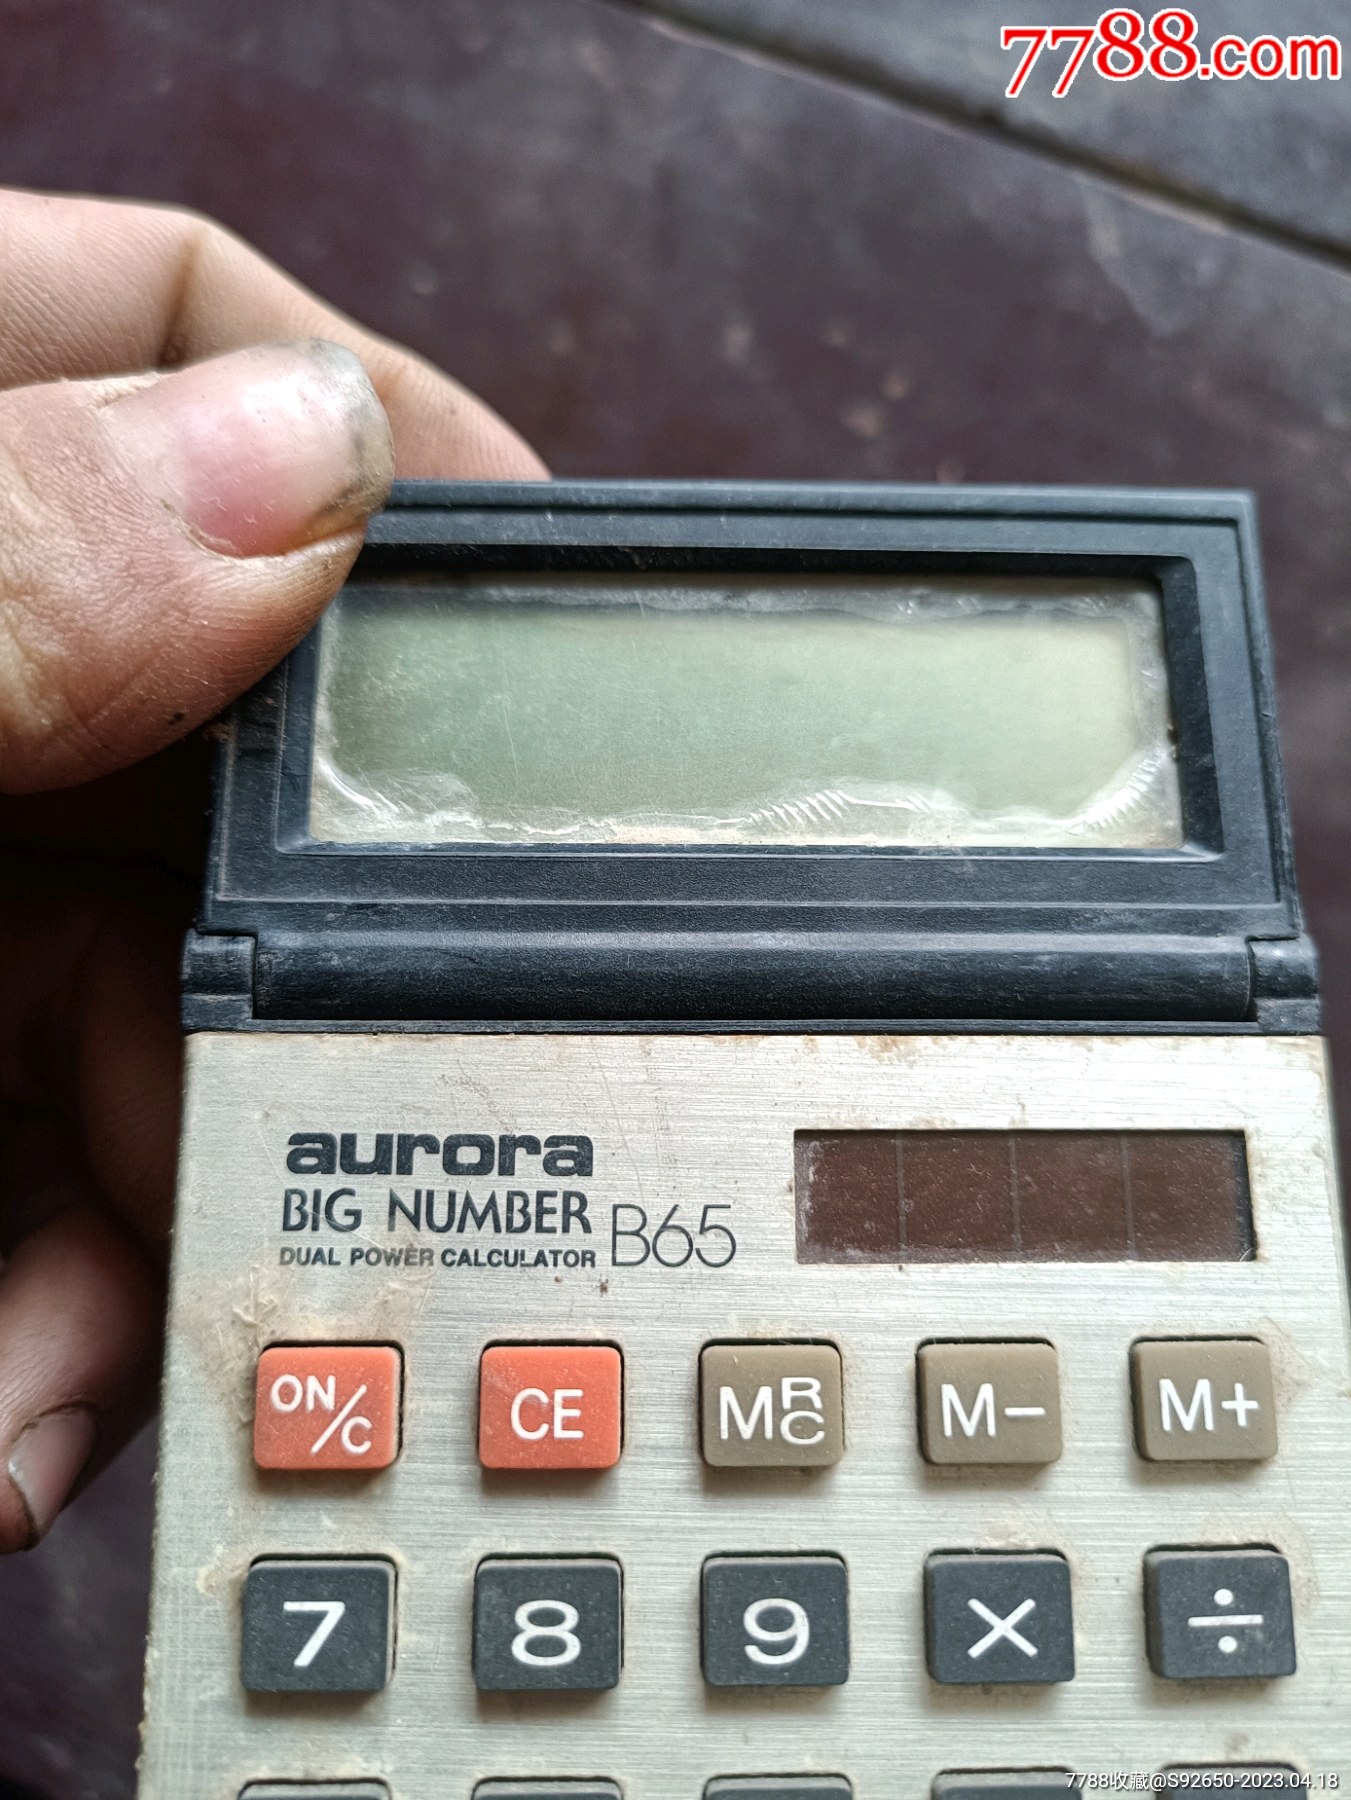 7788.com
aurora
BIG NUMBER
DUAL POWER CALCULATOR B65
ON/C CE MRC M− M+
7 8 9 × ÷
7788收藏@S92650-2023.04.18